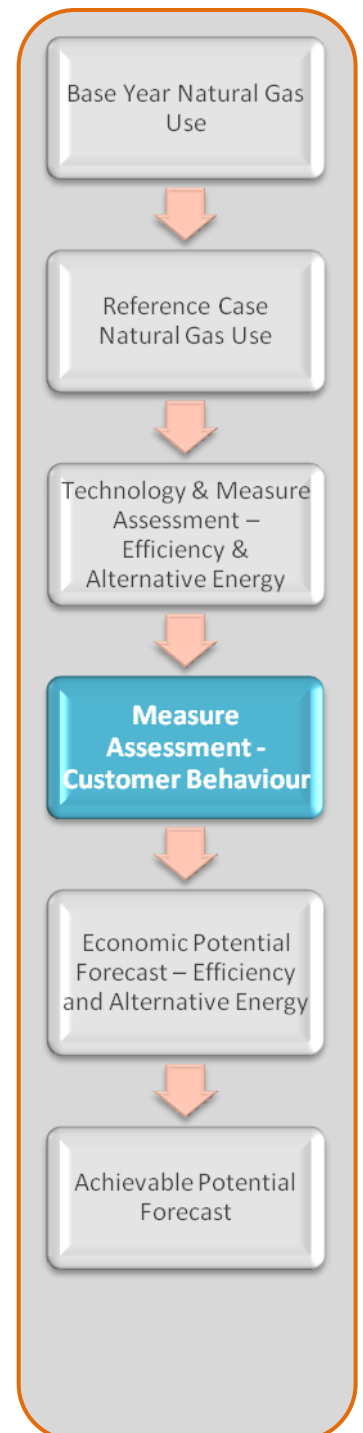 Base Year Natural Gas
Use
Reference Case
Natural Gas Use
Technology & Measure
Assessment –
Efficiency &
Alternative Energy
Measure
Assessment -
Customer Behaviour
Economic Potential
Forecast – Efficiency
and Alternative Energy
Achievable Potential
Forecast